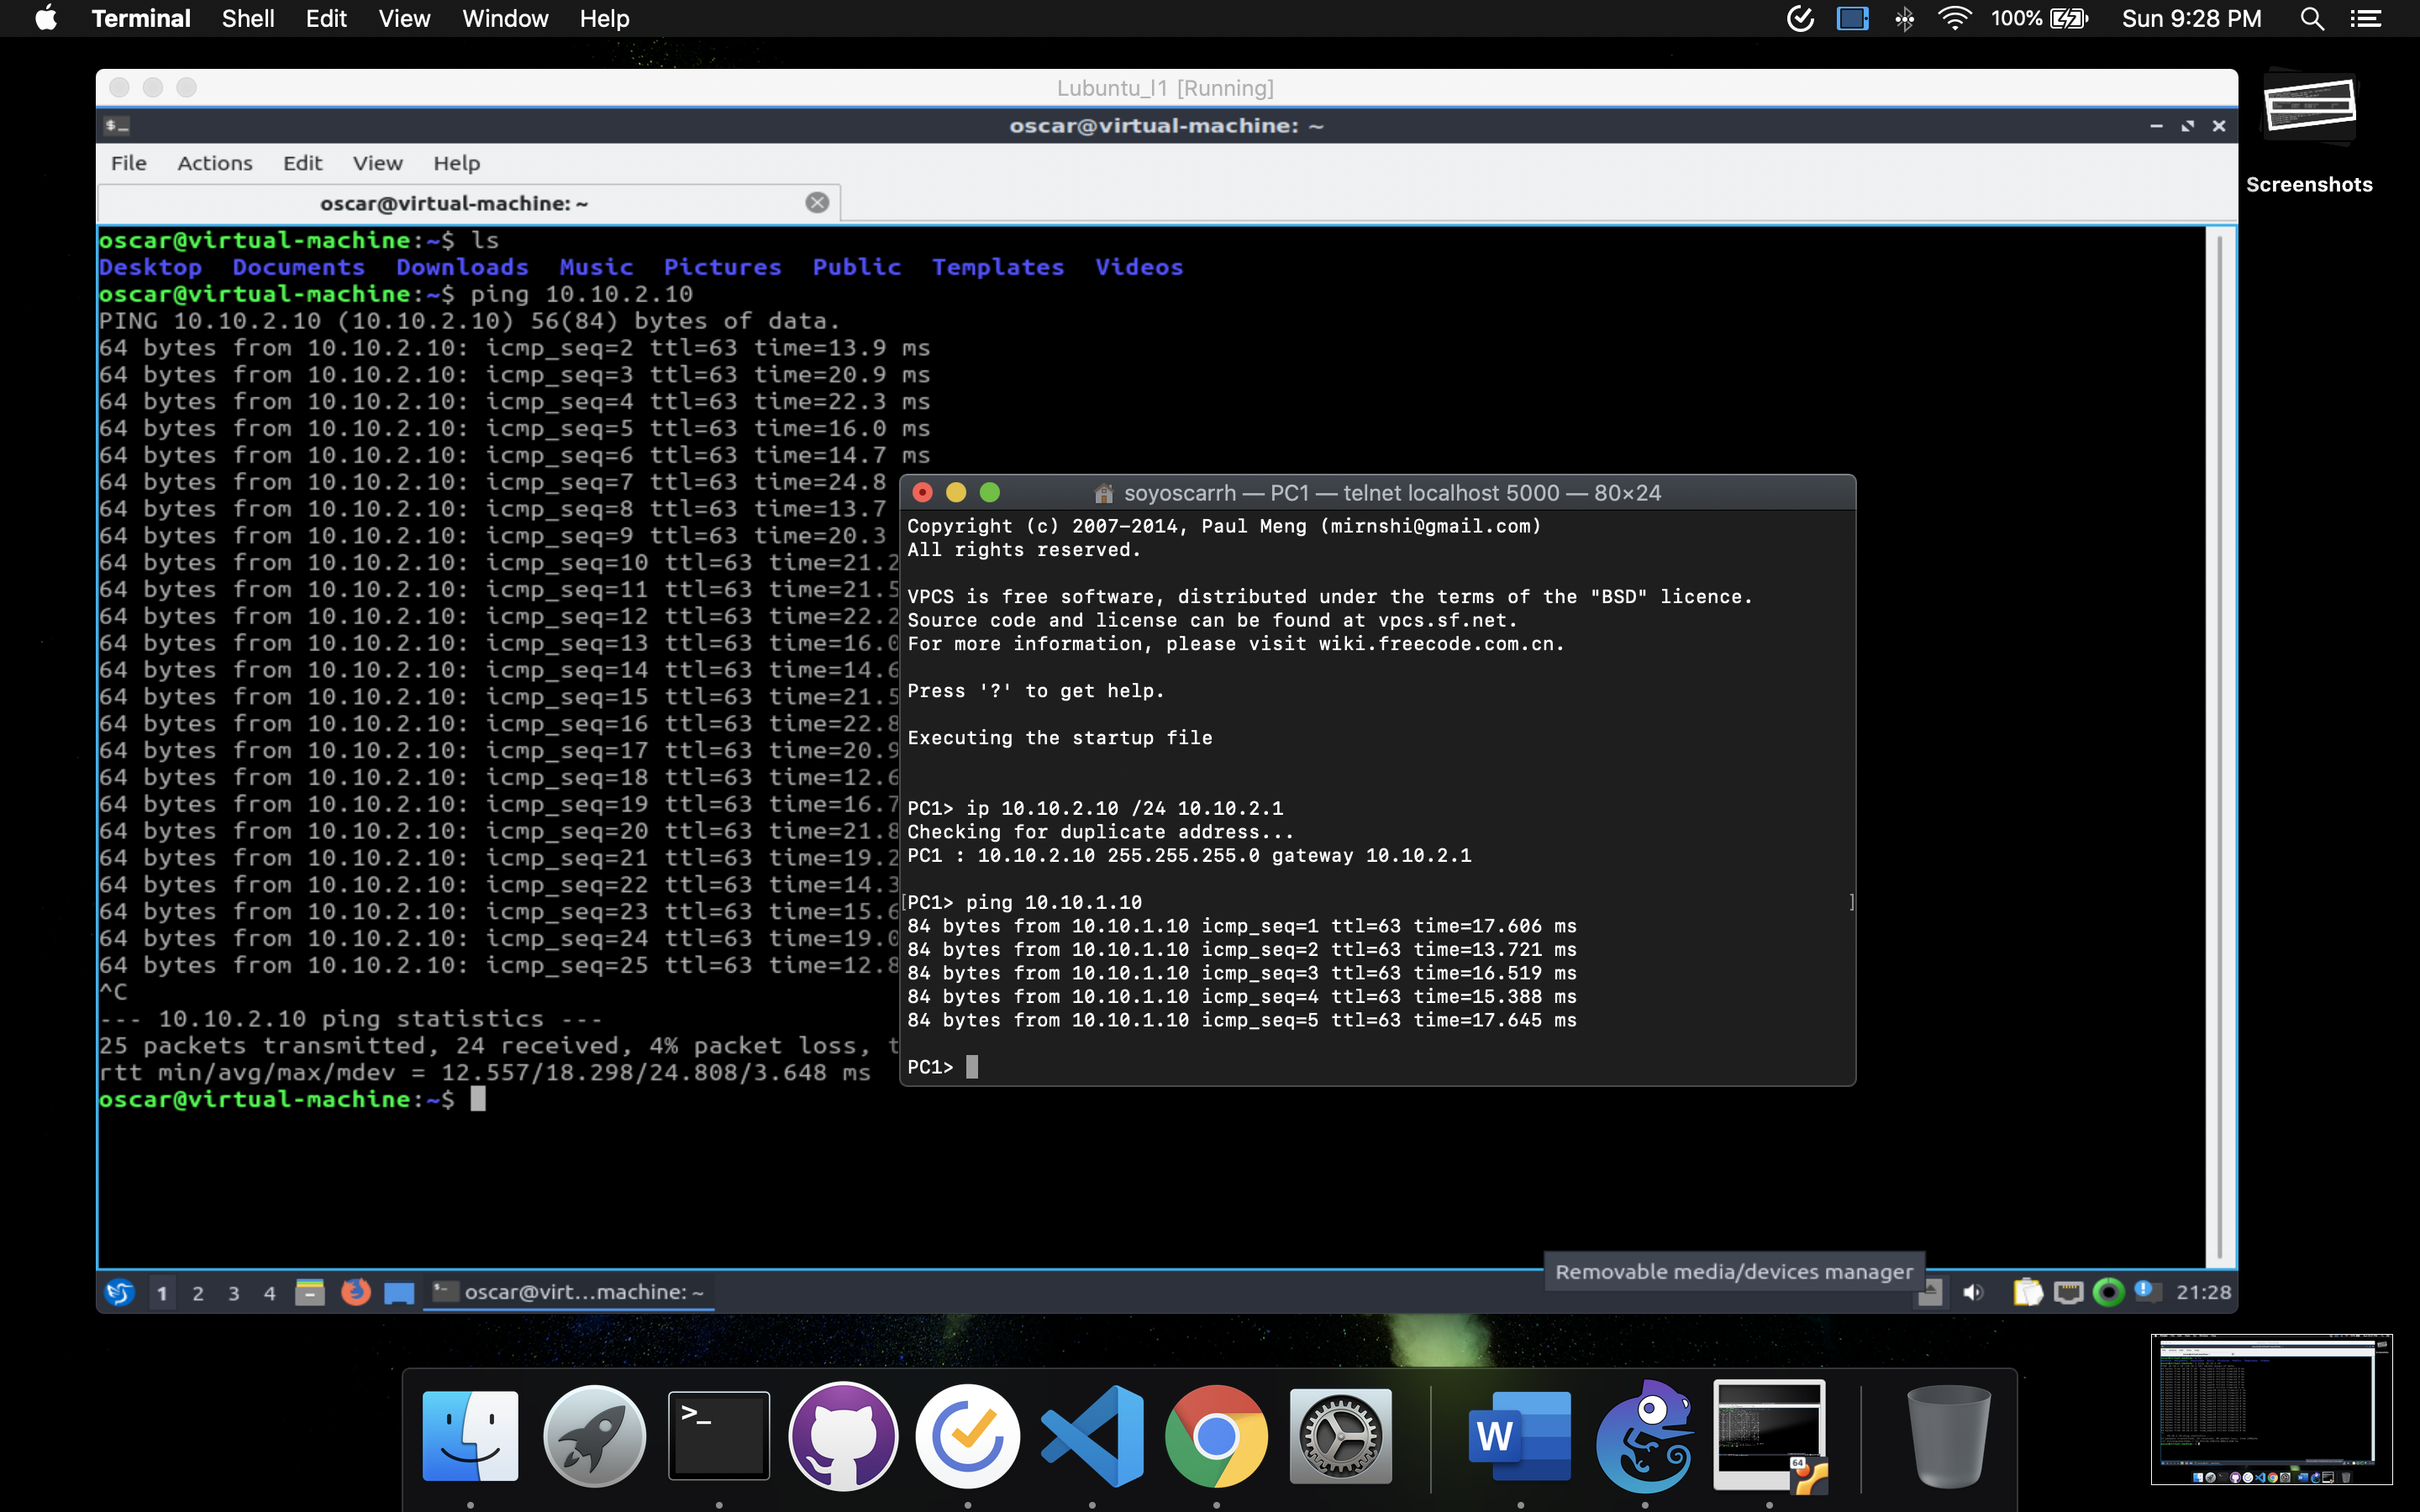 Terminal Shell Edit View Window Help 100% Sun 9:28 PM
Lubuntu_l1 [Running]
$_ oscar@virtual-machine: ~
Screenshots
File Actions Edit View Help
oscar@virtual-machine: ~
oscar@virtual-machine:~$ ls
Desktop Documents Downloads Music Pictures Public Templates Videos
oscar@virtual-machine:~$ ping 10.10.2.10
PING 10.10.2.10 (10.10.2.10) 56(84) bytes of data.
64 bytes from 10.10.2.10: icmp_seq=2 ttl=63 time=13.9 ms
64 bytes from 10.10.2.10: icmp_seq=3 ttl=63 time=20.9 ms
64 bytes from 10.10.2.10: icmp_seq=4 ttl=63 time=22.3 ms
64 bytes from 10.10.2.10: icmp_seq=5 ttl=63 time=16.0 ms
64 bytes from 10.10.2.10: icmp_seq=6 ttl=63 time=14.7 ms
64 bytes from 10.10.2.10: icmp_seq=7 ttl=63 time=24.8
64 bytes from 10.10.2.10: icmp_seq=8 ttl=63 time=13.7
64 bytes from 10.10.2.10: icmp_seq=9 ttl=63 time=20.3
64 bytes from 10.10.2.10: icmp_seq=10 ttl=63 time=21.2
64 bytes from 10.10.2.10: icmp_seq=11 ttl=63 time=21.5
64 bytes from 10.10.2.10: icmp_seq=12 ttl=63 time=22.2
64 bytes from 10.10.2.10: icmp_seq=13 ttl=63 time=16.0
64 bytes from 10.10.2.10: icmp_seq=14 ttl=63 time=14.6
64 bytes from 10.10.2.10: icmp_seq=15 ttl=63 time=21.5
64 bytes from 10.10.2.10: icmp_seq=16 ttl=63 time=22.8
64 bytes from 10.10.2.10: icmp_seq=17 ttl=63 time=20.9
64 bytes from 10.10.2.10: icmp_seq=18 ttl=63 time=12.6
64 bytes from 10.10.2.10: icmp_seq=19 ttl=63 time=16.7
64 bytes from 10.10.2.10: icmp_seq=20 ttl=63 time=21.8
64 bytes from 10.10.2.10: icmp_seq=21 ttl=63 time=19.2
64 bytes from 10.10.2.10: icmp_seq=22 ttl=63 time=14.3
64 bytes from 10.10.2.10: icmp_seq=23 ttl=63 time=15.6
64 bytes from 10.10.2.10: icmp_seq=24 ttl=63 time=19.0
64 bytes from 10.10.2.10: icmp_seq=25 ttl=63 time=12.8
^C
--- 10.10.2.10 ping statistics ---
25 packets transmitted, 24 received, 4% packet loss, t
rtt min/avg/max/mdev = 12.557/18.298/24.808/3.648 ms
oscar@virtual-machine:~$
soyoscarrh — PC1 — telnet localhost 5000 — 80×24
Copyright (c) 2007-2014, Paul Meng (mirnshi@gmail.com)
All rights reserved.
VPCS is free software, distributed under the terms of the "BSD" licence.
Source code and license can be found at vpcs.sf.net.
For more information, please visit wiki.freecode.com.cn.
Press '?' to get help.
Executing the startup file
PC1> ip 10.10.2.10 /24 10.10.2.1
Checking for duplicate address...
PC1 : 10.10.2.10 255.255.255.0 gateway 10.10.2.1
[PC1> ping 10.10.1.10 ]
84 bytes from 10.10.1.10 icmp_seq=1 ttl=63 time=17.606 ms
84 bytes from 10.10.1.10 icmp_seq=2 ttl=63 time=13.721 ms
84 bytes from 10.10.1.10 icmp_seq=3 ttl=63 time=16.519 ms
84 bytes from 10.10.1.10 icmp_seq=4 ttl=63 time=15.388 ms
84 bytes from 10.10.1.10 icmp_seq=5 ttl=63 time=17.645 ms
PC1>
Removable media/devices manager
1 2 3 4 oscar@virt...machine: ~ 21:28
>_ W 64